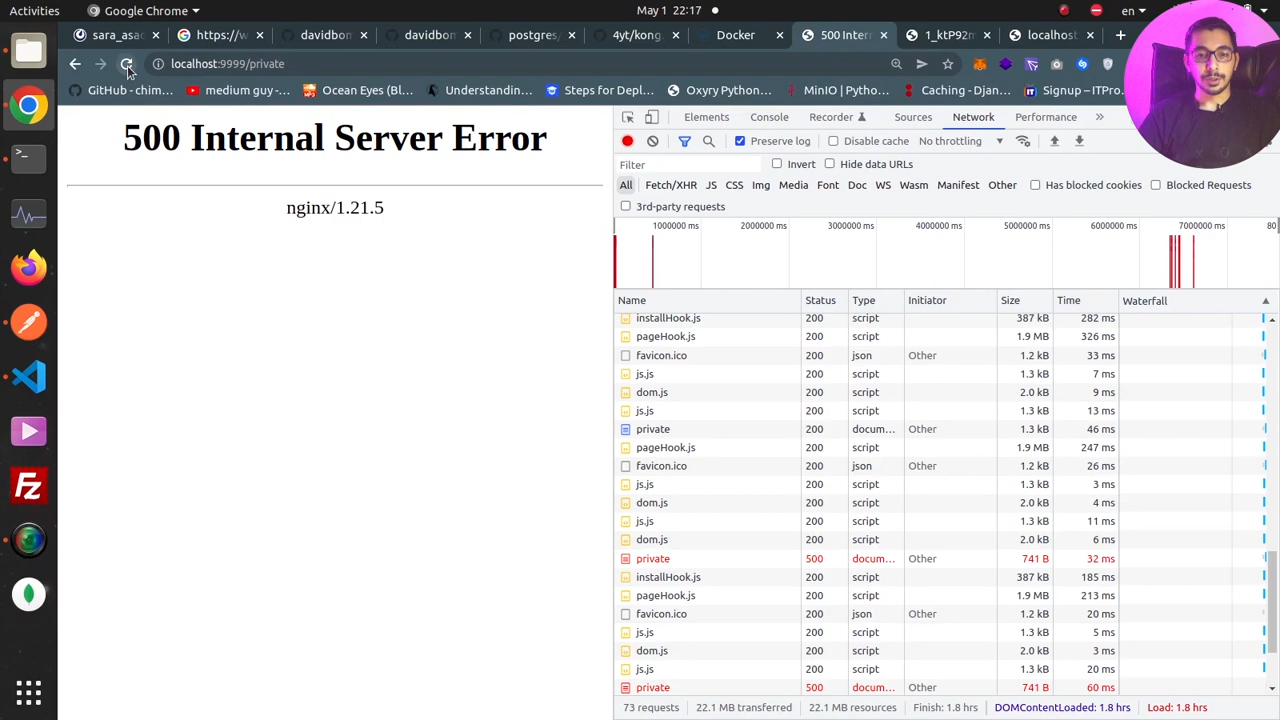 Activities
Google Chrome
May 1 22:17
en
sara_asac
https://w
davidbom
davidbom
postgres/
4yt/kong
Docker
500 Intern
1_ktP92m
localhost:
localhost:9999/private
GitHub - chim...
medium guy -...
Ocean Eyes (Bl...
Understanding...
Steps for Depl...
Oxyry Python...
MinIO | Pytho...
Caching - Djan...
Signup – ITPro...
500 Internal Server Error
nginx/1.21.5
Elements
Console
Recorder
Sources
Network
Performance
Preserve log
Disable cache
No throttling
Filter
Invert
Hide data URLs
All
Fetch/XHR
JS
CSS
Img
Media
Font
Doc
WS
Wasm
Manifest
Other
Has blocked cookies
Blocked Requests
3rd-party requests
1000000 ms
2000000 ms
3000000 ms
4000000 ms
5000000 ms
6000000 ms
7000000 ms
80
Name Status Type Initiator Size Time Waterfall
installHook.js 200 script 387 kB 282 ms
pageHook.js 200 script 1.9 MB 326 ms
favicon.ico 200 json Other 1.2 kB 33 ms
js.js 200 script 1.3 kB 7 ms
dom.js 200 script 2.0 kB 9 ms
js.js 200 script 1.3 kB 13 ms
private 200 docum... Other 1.3 kB 46 ms
pageHook.js 200 script 1.9 MB 247 ms
favicon.ico 200 json Other 1.2 kB 26 ms
js.js 200 script 1.3 kB 3 ms
dom.js 200 script 2.0 kB 4 ms
js.js 200 script 1.3 kB 11 ms
dom.js 200 script 2.0 kB 6 ms
private 500 docum... Other 741 B 32 ms
installHook.js 200 script 387 kB 185 ms
pageHook.js 200 script 1.9 MB 213 ms
favicon.ico 200 json Other 1.2 kB 20 ms
js.js 200 script 1.3 kB 5 ms
dom.js 200 script 2.0 kB 3 ms
js.js 200 script 1.3 kB 20 ms
private 500 docum... Other 741 B 60 ms
73 requests
22.1 MB transferred
22.1 MB resources
Finish: 1.8 hrs
DOMContentLoaded: 1.8 hrs
Load: 1.8 hrs